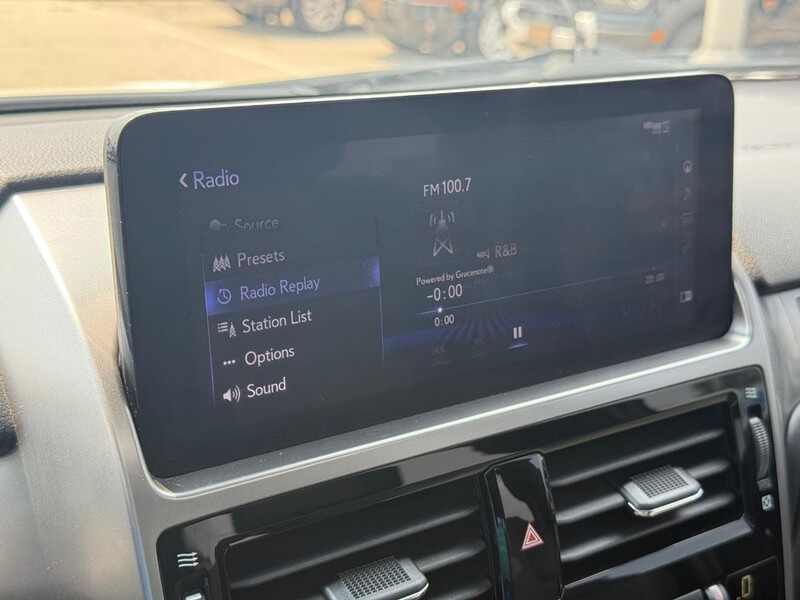 Radio
Source
Presets
Radio Replay
Station List
Options
Sound
FM 100.7
R&B
Powered by Gracenote®
-0:00
0:00